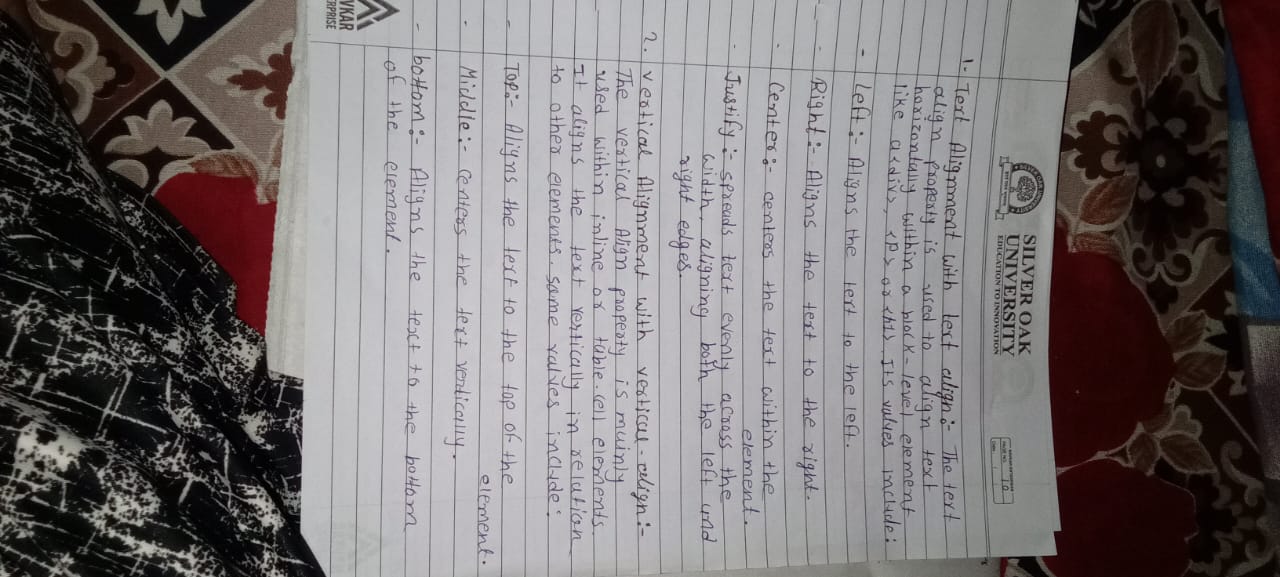 SILVER OAK
UNIVERSITY
EDUCATION TO INNOVATION
1. Text Alignment with text align: The text
align property is used to align text
horizontally within a block-level element
like a <div>, <P> or <h1> Its values include:
- left:- Aligns the text to the left.
- Right:- Aligns the text to the right.
- Center:- centers the text within the
element.
- Justify:- spreads text evenly across the
width, aligning both the left and
right edges.
2. vertical Alignment with vertical-align:-
The vertical Align property is mainly
used within inline or table-cell elements.
It aligns the text vertically in relation
to other elements some values include:
- Top:- Aligns the text to the top of the
element.
- Middle:- centers the text vertically.
- bottom:- Aligns the text to the bottom
of the element.
VKAR
ERPRISE